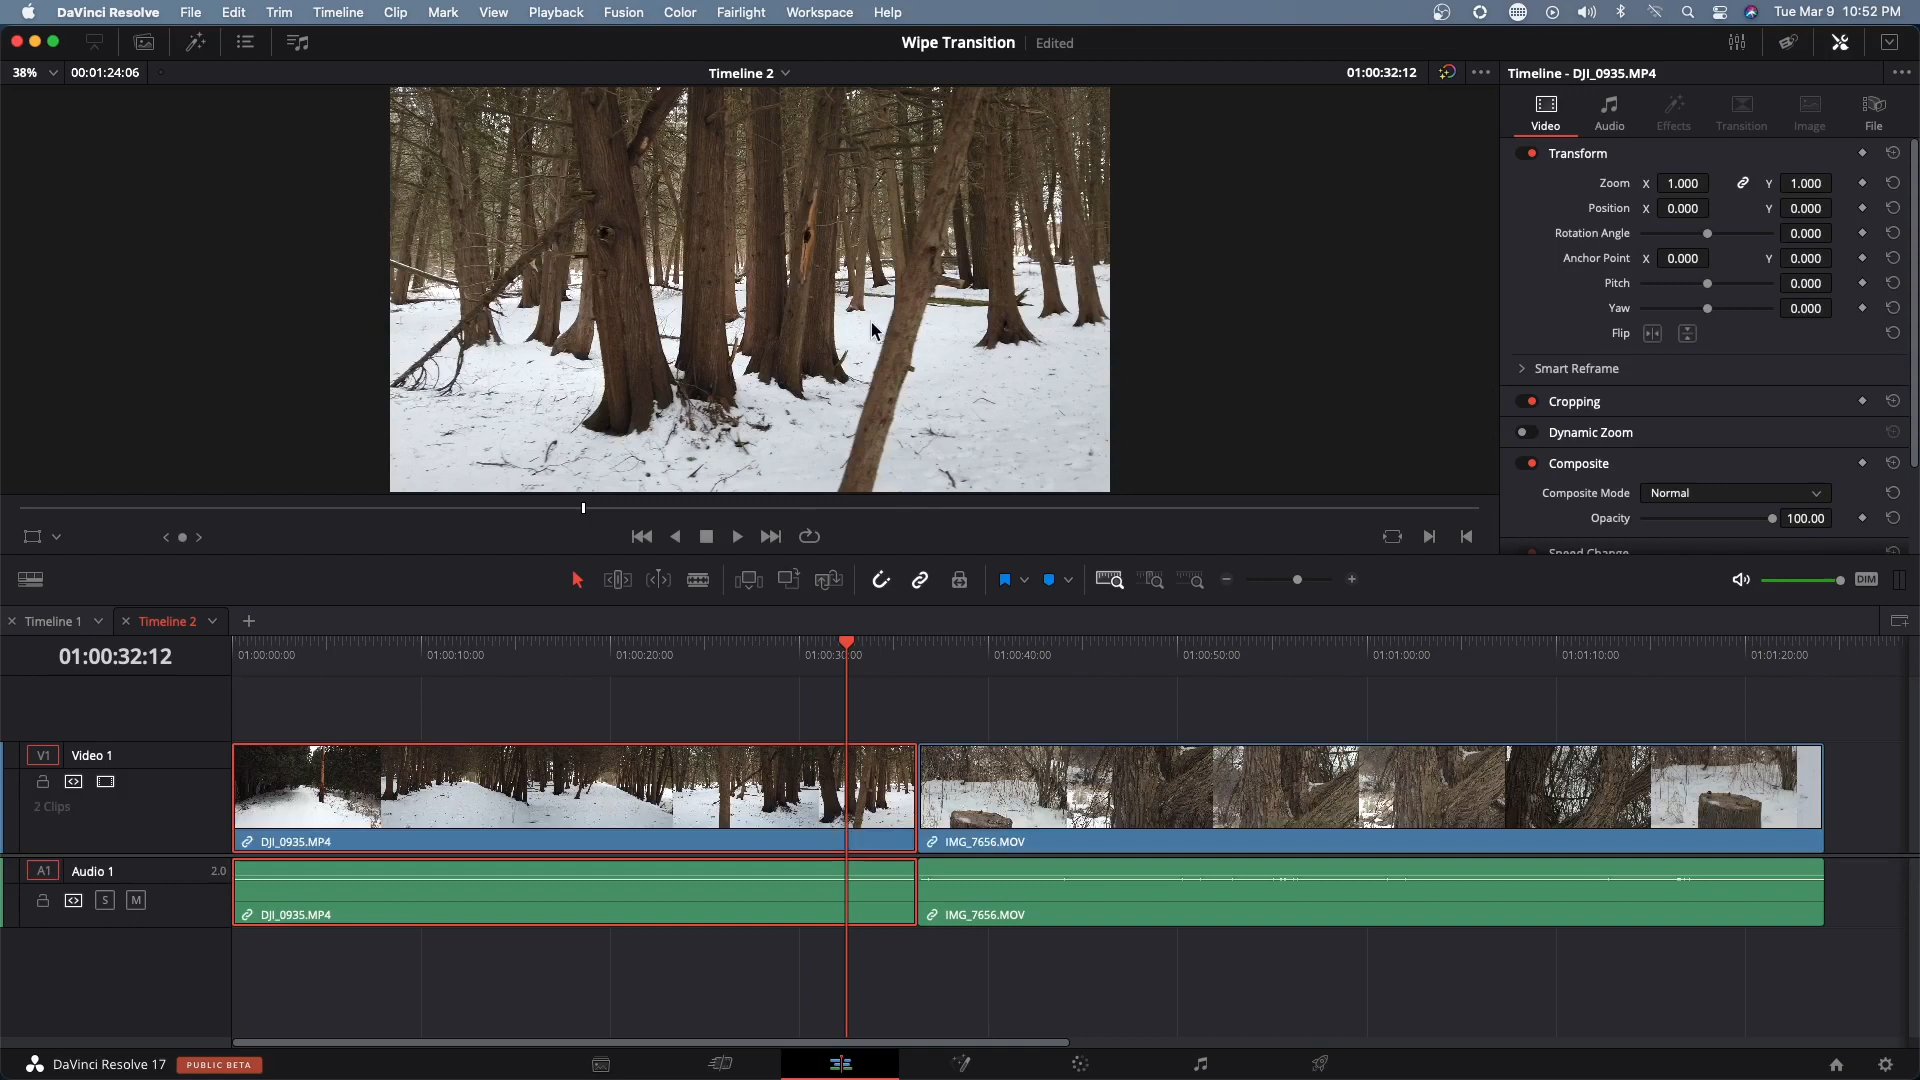 DaVinci Resolve File Edit Trim Timeline Clip Mark View Playback Fusion Color Fairlight Workspace Help Tue Mar 9 10:52 PM
Wipe Transition Edited
38% 00:01:24:06 Timeline 2 01:00:32:12 Timeline - DJI_0935.MP4
Video Audio Effects Transition Image File
Transform
Zoom X 1.000 Y 1.000
Position X 0.000 Y 0.000
Rotation Angle 0.000
Anchor Point X 0.000 Y 0.000
Pitch 0.000
Yaw 0.000
Flip
Smart Reframe
Cropping
Dynamic Zoom
Composite
Composite Mode Normal
Opacity 100.00
Speed Change
DIM
Timeline 1 Timeline 2
01:00:32:12 01:00:00:00 01:00:10:00 01:00:20:00 01:00:30:00 01:00:40:00 01:00:50:00 01:01:00:00 01:01:10:00 01:01:20:00
V1 Video 1
2 Clips
DJI_0935.MP4 IMG_7656.MOV
A1 Audio 1 2.0
S M
DJI_0935.MP4 IMG_7656.MOV
DaVinci Resolve 17 PUBLIC BETA